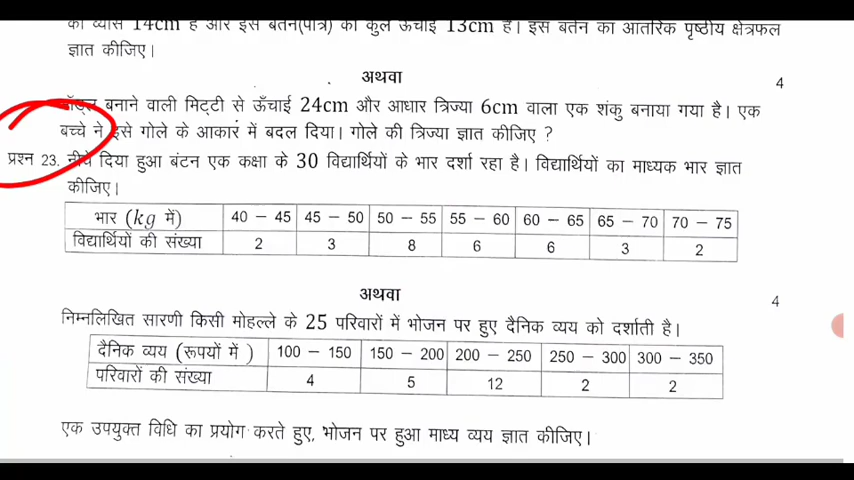 का व्यास 14cm है और इस बर्तन(पात्र) की कुल ऊँचाई 13cm है। इस बर्तन का आतरिक पृष्ठीय क्षेत्रफल
ज्ञात कीजिए।
अथवा
4
मॉडल बनाने वाली मिट्टी से ऊँचाई 24cm और आधार त्रिज्या 6cm वाला एक शंकु बनाया गया है। एक
बच्चे ने इसे गोले के आकार में बदल दिया। गोले की त्रिज्या ज्ञात कीजिए ?
प्रश्न 23. नीचे दिया हुआ बंटन एक कक्षा के 30 विद्यार्थियों के भार दर्शा रहा है। विद्यार्थियों का माध्यक भार ज्ञात
कीजिए।
भार (kg में) 40 – 45 45 – 50 50 – 55 55 – 60 60 – 65 65 – 70 70 – 75
विद्यार्थियों की संख्या 2 3 8 6 6 3 2
अथवा
4
निम्नलिखित सारणी किसी मोहल्ले के 25 परिवारों में भोजन पर हुए दैनिक व्यय को दर्शाती है।
दैनिक व्यय (रूपयों में ) 100 – 150 150 – 200 200 – 250 250 – 300 300 – 350
परिवारों की संख्या 4 5 12 2 2
एक उपयुक्त विधि का प्रयोग करते हुए, भोजन पर हुआ माध्य व्यय ज्ञात कीजिए।